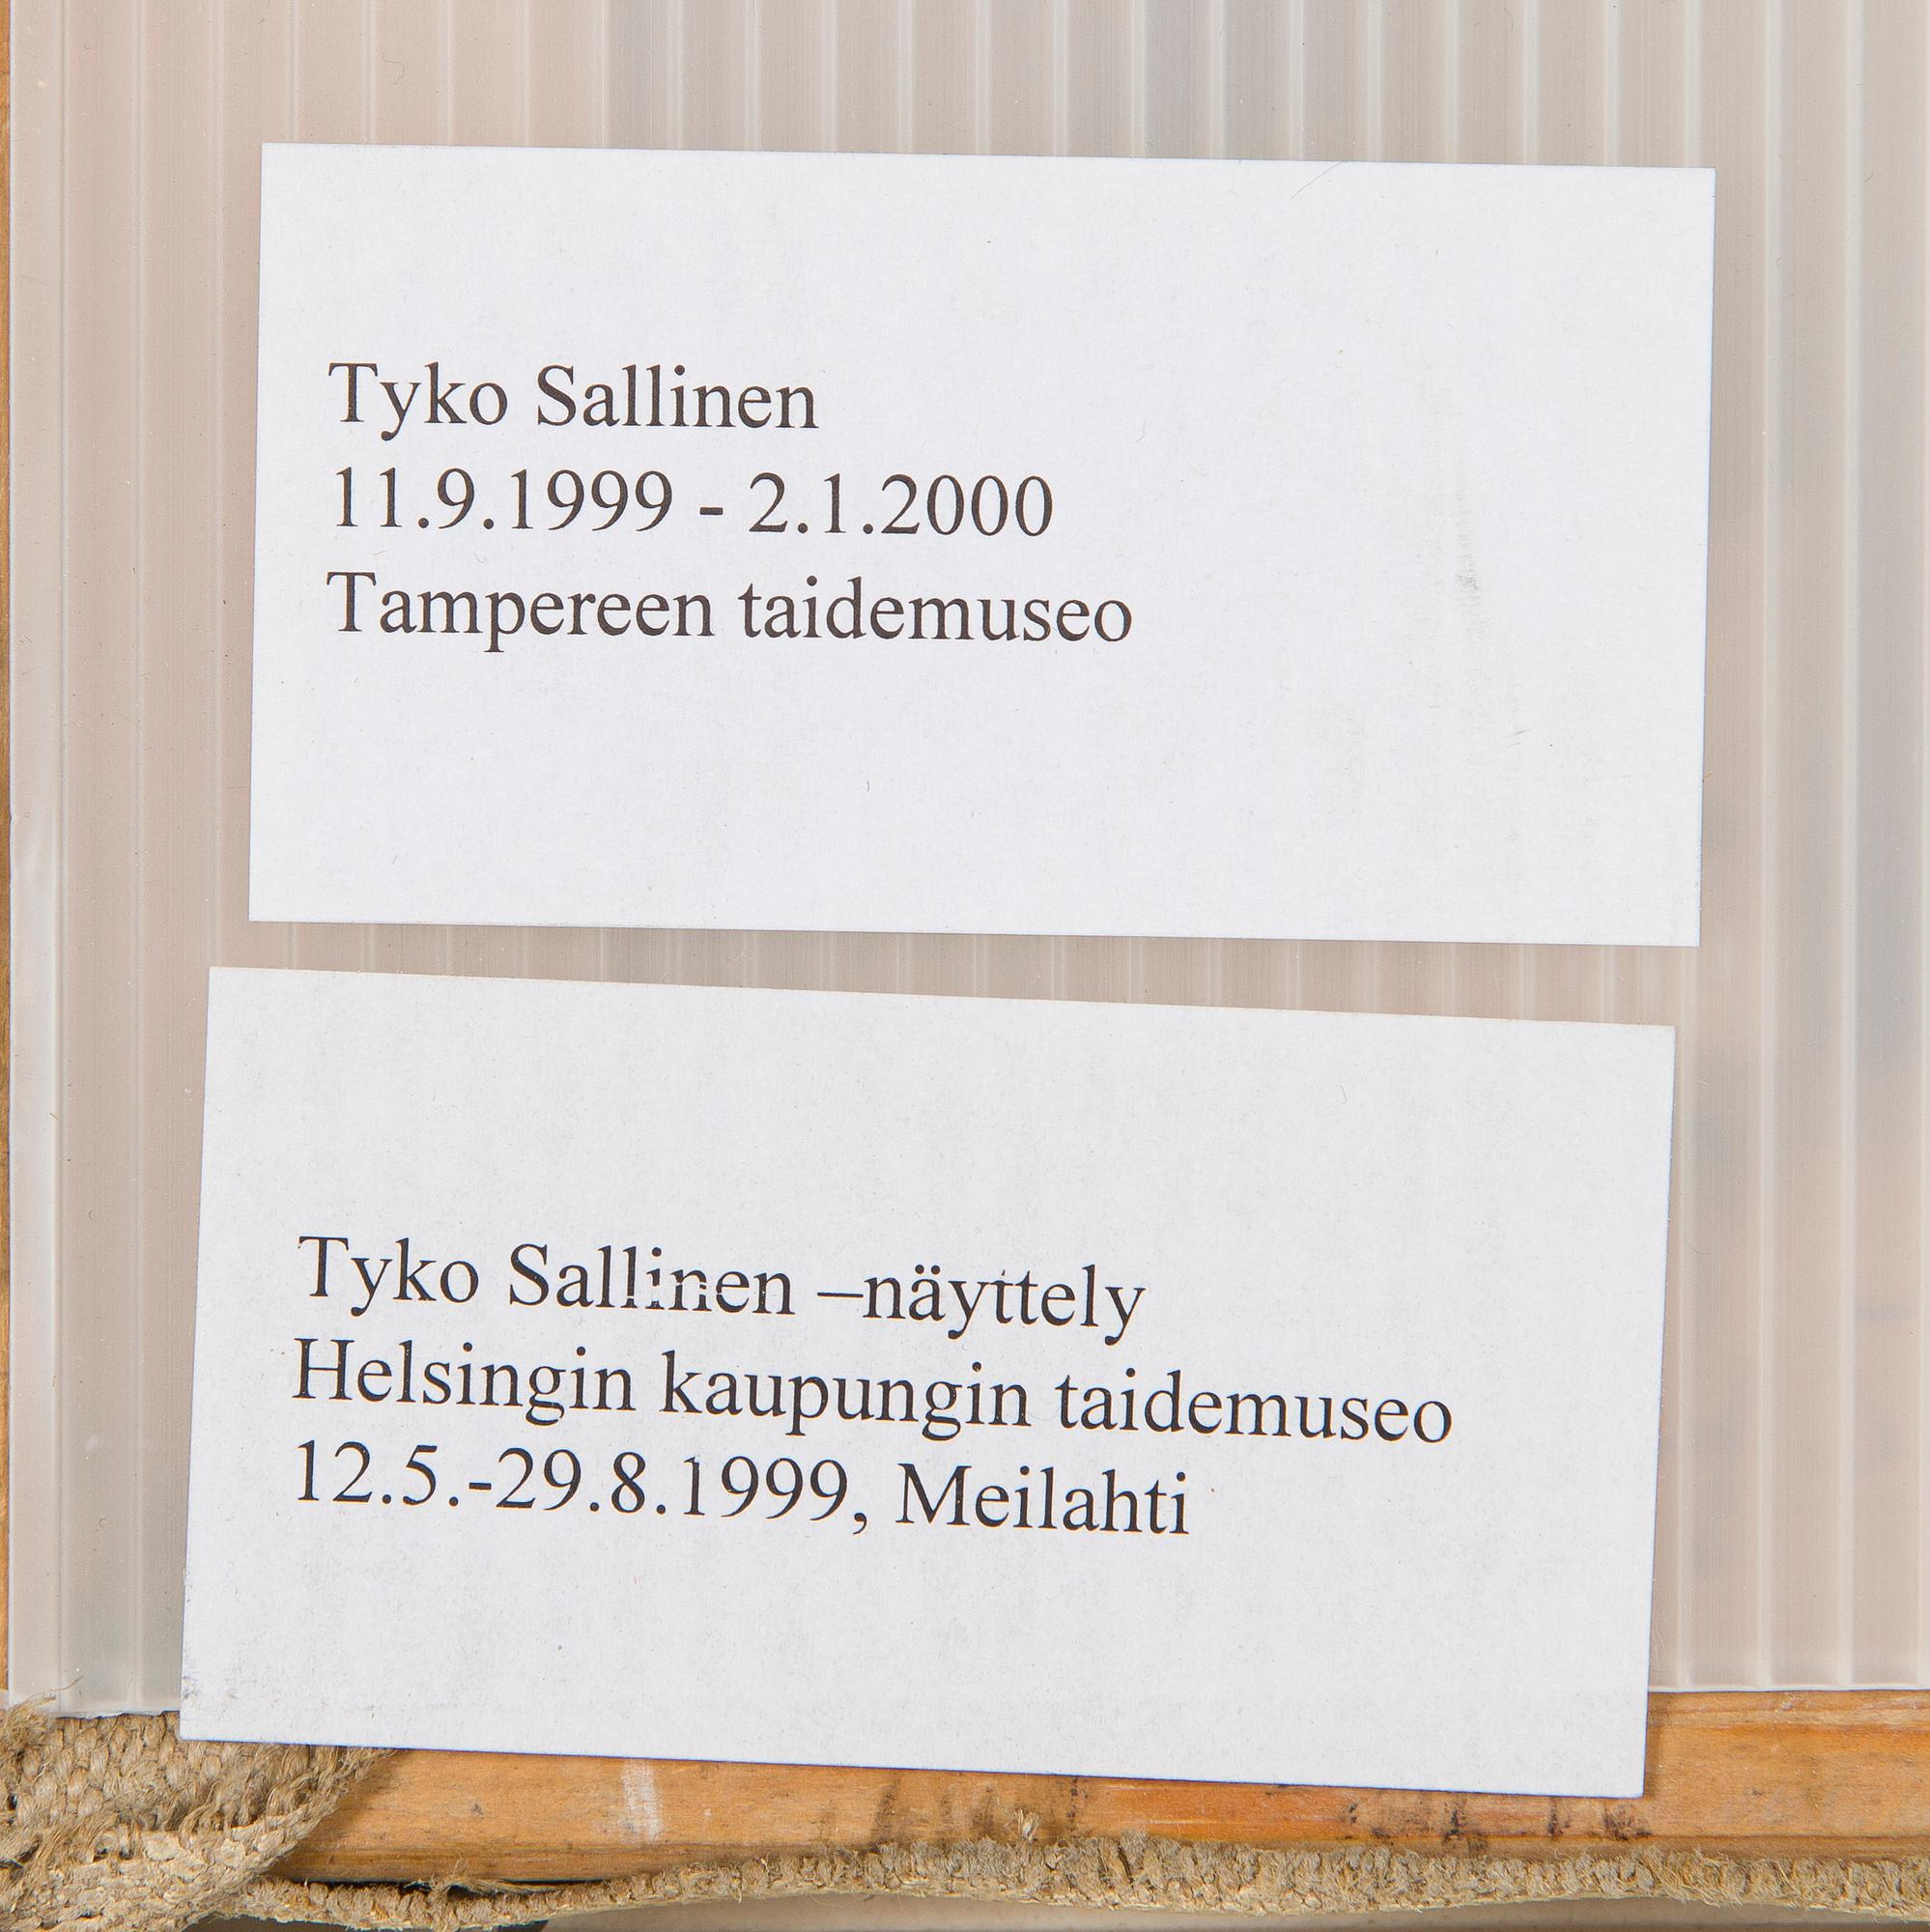 Tyko Sallinen
11.9.1999 - 2.1.2000
Tampereen taidemuseo
Tyko Sallinen –näyttely
Helsingin kaupungin taidemuseo
12.5.-29.8.1999, Meilahti